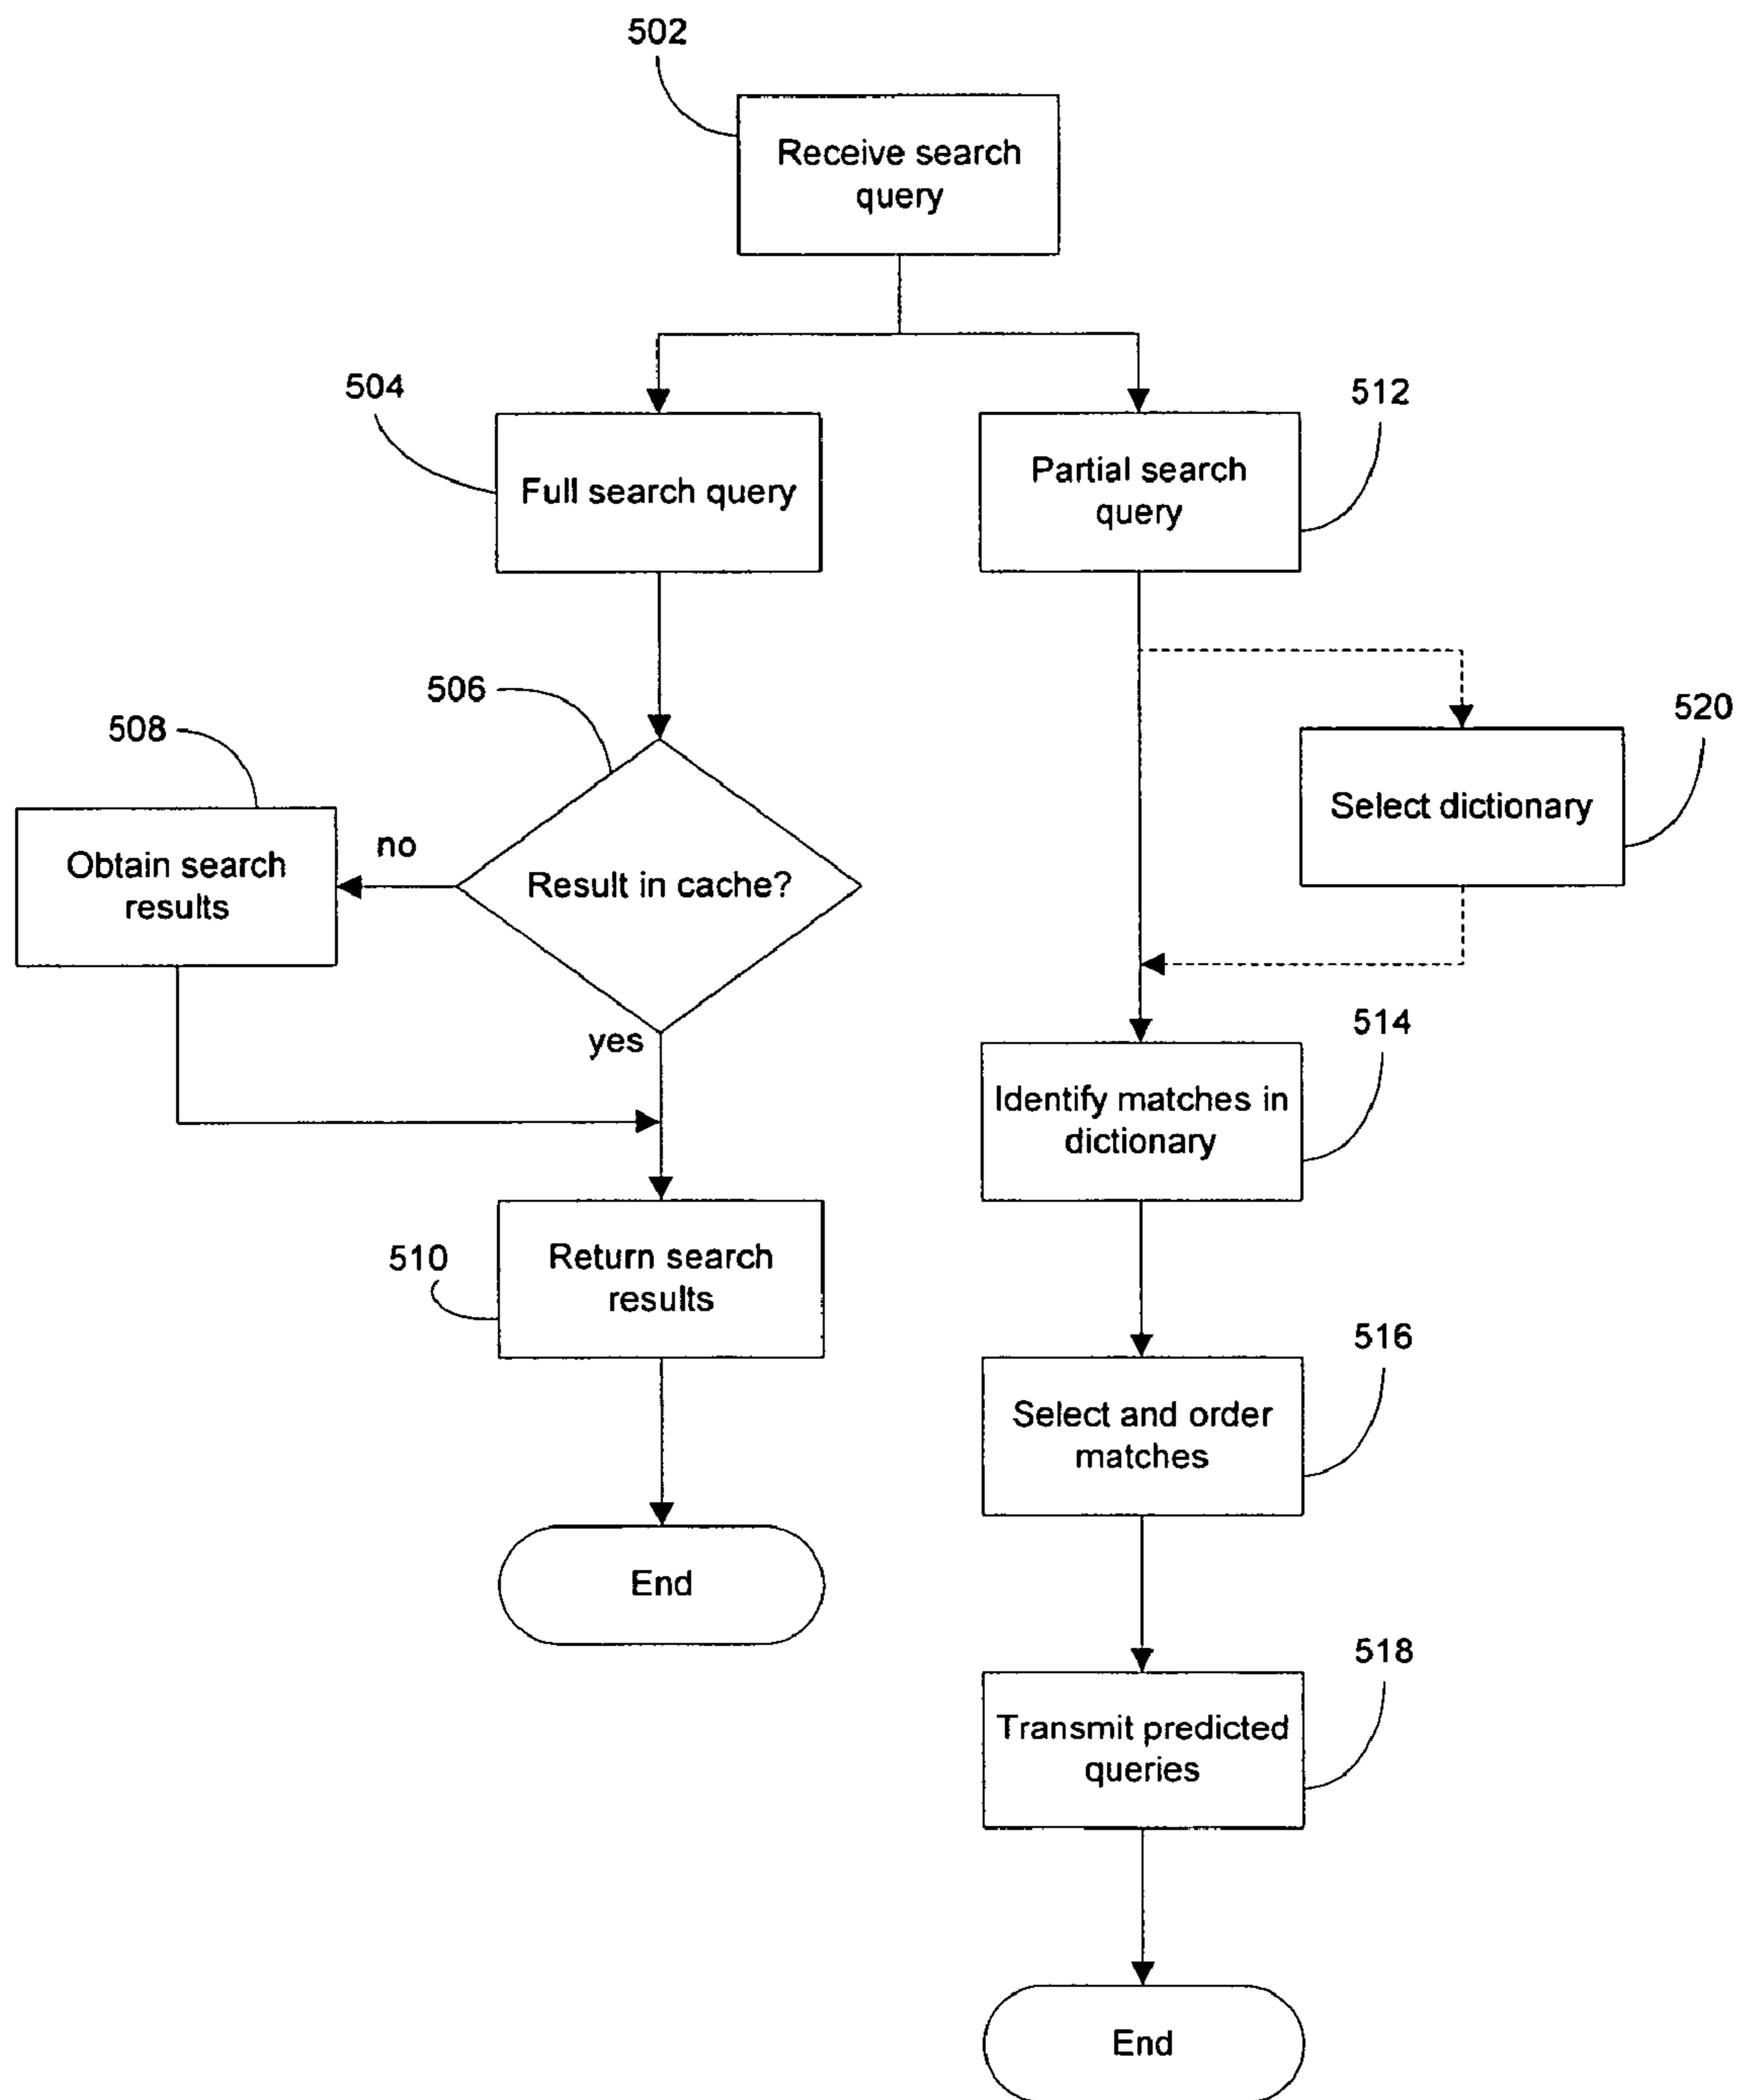 502
Receive search
query
504
Full search query
512
Partial search
query
506
508
520
Select dictionary
no
Obtain search
results
Result in cache?
yes
514
Identify matches in
dictionary
510
Return search
results
516
Select and order
matches
End
518
Transmit predicted
queries
End